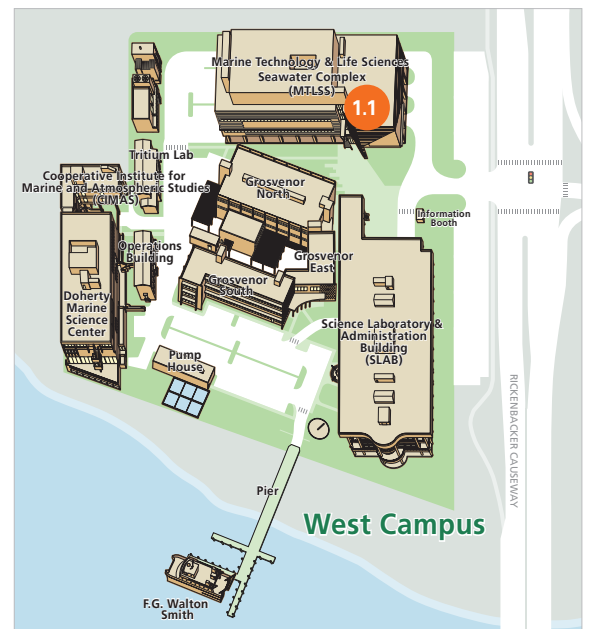 Marine Technology & Life Sciences
Seawater Complex
(MTLSS)
1.1
Tritium Lab
Cooperative Institute for
Marine and Atmospheric Studies
(CIMAS)
Grosvenor
North
Information
Booth
Operations
Building
Grosvenor
East
Grosvenor
South
Doherty
Marine
Science
Center
Science Laboratory &
Administration
Building
(SLAB)
Pump
House
RICKENBACKER CAUSEWAY
Pier
West Campus
F.G. Walton
Smith